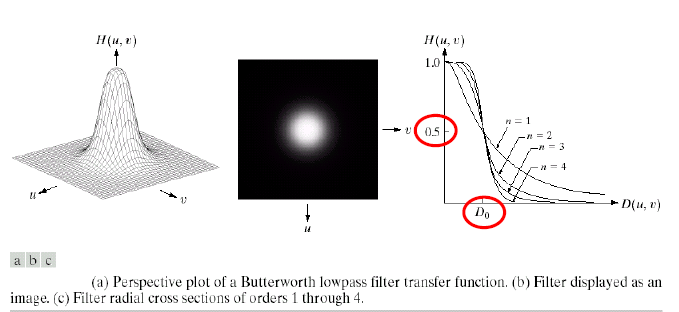 H(u, v)
u
v
v
u
H(u, v)
1.0
0.5
n = 1
n = 2
n = 3
n = 4
D₀
D(u, v)
a b c
(a) Perspective plot of a Butterworth lowpass filter transfer function. (b) Filter displayed as an
image. (c) Filter radial cross sections of orders 1 through 4.